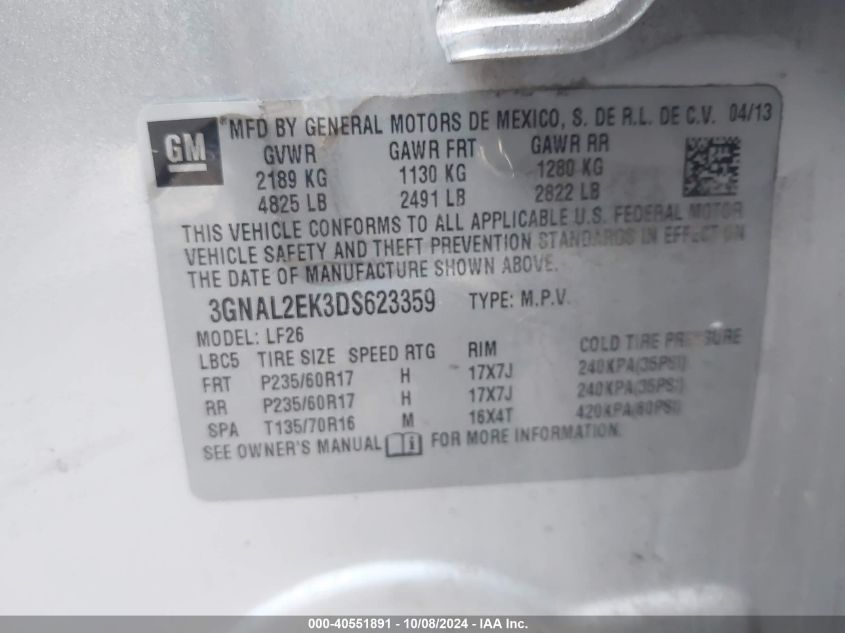 GM
®MFD BY GENERAL MOTORS DE MEXICO, S. DE R.L. DE C.V. 04/13
GVWR GAWR FRT GAWR RR
2189 KG 1130 KG 1280 KG
4825 LB 2491 LB 2822 LB
THIS VEHICLE CONFORMS TO ALL APPLICABLE U.S. FEDERAL MOTOR
VEHICLE SAFETY AND THEFT PREVENTION STANDARDS IN EFFECT ON
THE DATE OF MANUFACTURE SHOWN ABOVE.
3GNAL2EK3DS623359 TYPE: M.P.V.
MODEL: LF26
LBC5 TIRE SIZE SPEED RTG RIM COLD TIRE PRESSURE
FRT P235/60R17 H 17X7J 240KPA(35PSI)
RR P235/60R17 H 17X7J 240KPA(35PSI)
SPA T135/70R16 M 16X4T 420KPA(60PSI)
SEE OWNER'S MANUAL FOR MORE INFORMATION.
000-40551891 - 10/08/2024 - IAA Inc.